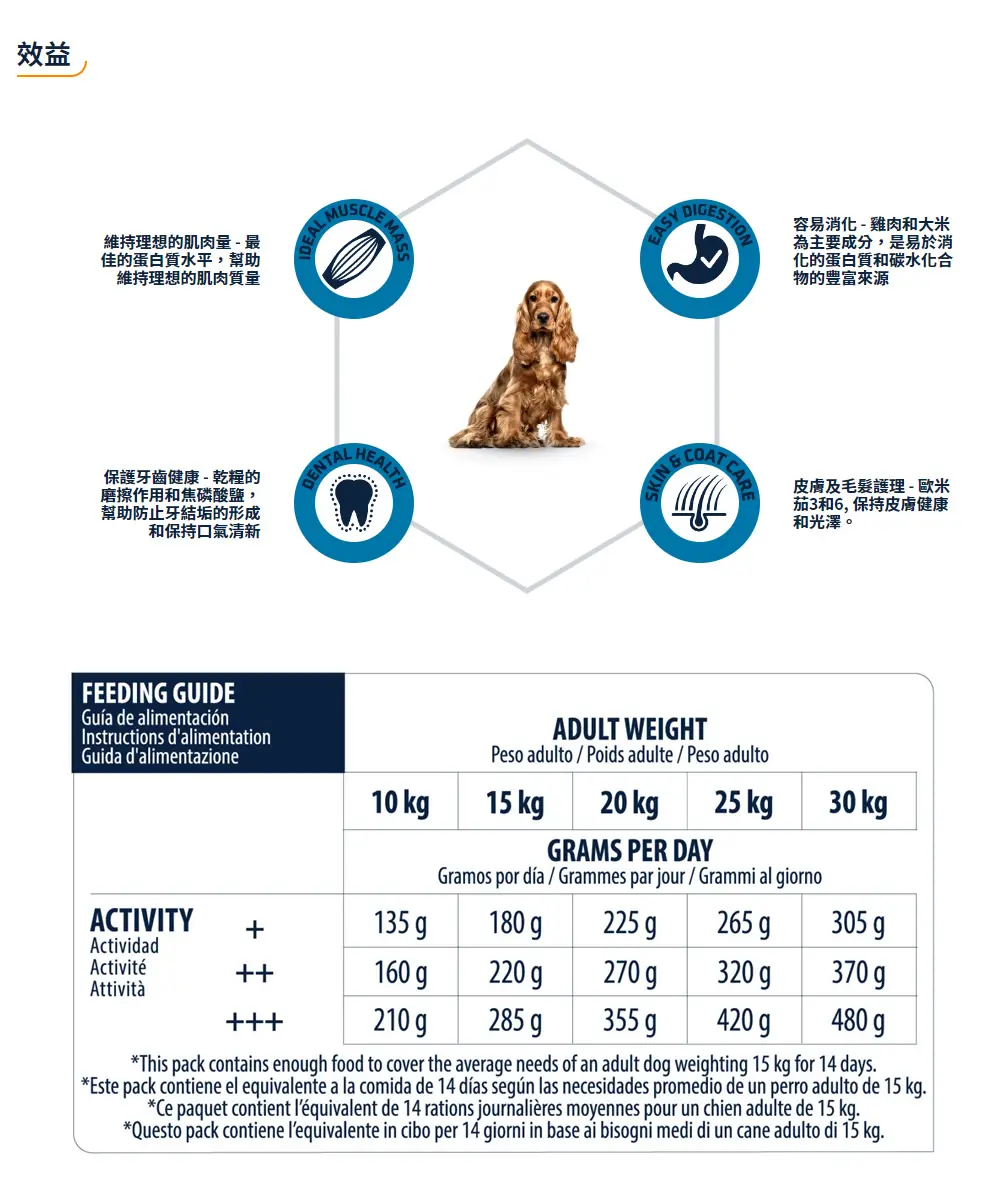 效益
IDEAL MUSCLE MASS
維持理想的肌肉量 - 最
佳的蛋白質水平，幫助
維持理想的肌肉質量
EASY DIGESTION
容易消化 - 雞肉和大米
為主要成分，是易於消
化的蛋白質和碳水化合
物的豐富來源
DENTAL HEALTH
保護牙齒健康 - 乾糧的
磨擦作用和焦磷酸鹽，
幫助防止牙結垢的形成
和保持口氣清新
SKIN & COAT CARE
皮膚及毛髮護理 - 歐米
茄3和6, 保持皮膚健康
和光澤。
FEEDING GUIDE
Guía de alimentación
Instructions d'alimentation
Guida d'alimentazione
ADULT WEIGHT
Peso adulto / Poids adulte / Peso adulto
10 kg 15 kg 20 kg 25 kg 30 kg
GRAMS PER DAY
Gramos por día / Grammes par jour / Grammi al giorno
ACTIVITY
Actividad
Activité
Attività
+ 135 g 180 g 225 g 265 g 305 g
++ 160 g 220 g 270 g 320 g 370 g
+++ 210 g 285 g 355 g 420 g 480 g
*This pack contains enough food to cover the average needs of an adult dog weighting 15 kg for 14 days.
*Este pack contiene el equivalente a la comida de 14 días según las necesidades promedio de un perro adulto de 15 kg.
*Ce paquet contient l’équivalent de 14 rations journalières moyennes pour un chien adulte de 15 kg.
*Questo pack contiene l’equivalente in cibo per 14 giorni in base ai bisogni medi di un cane adulto di 15 kg.